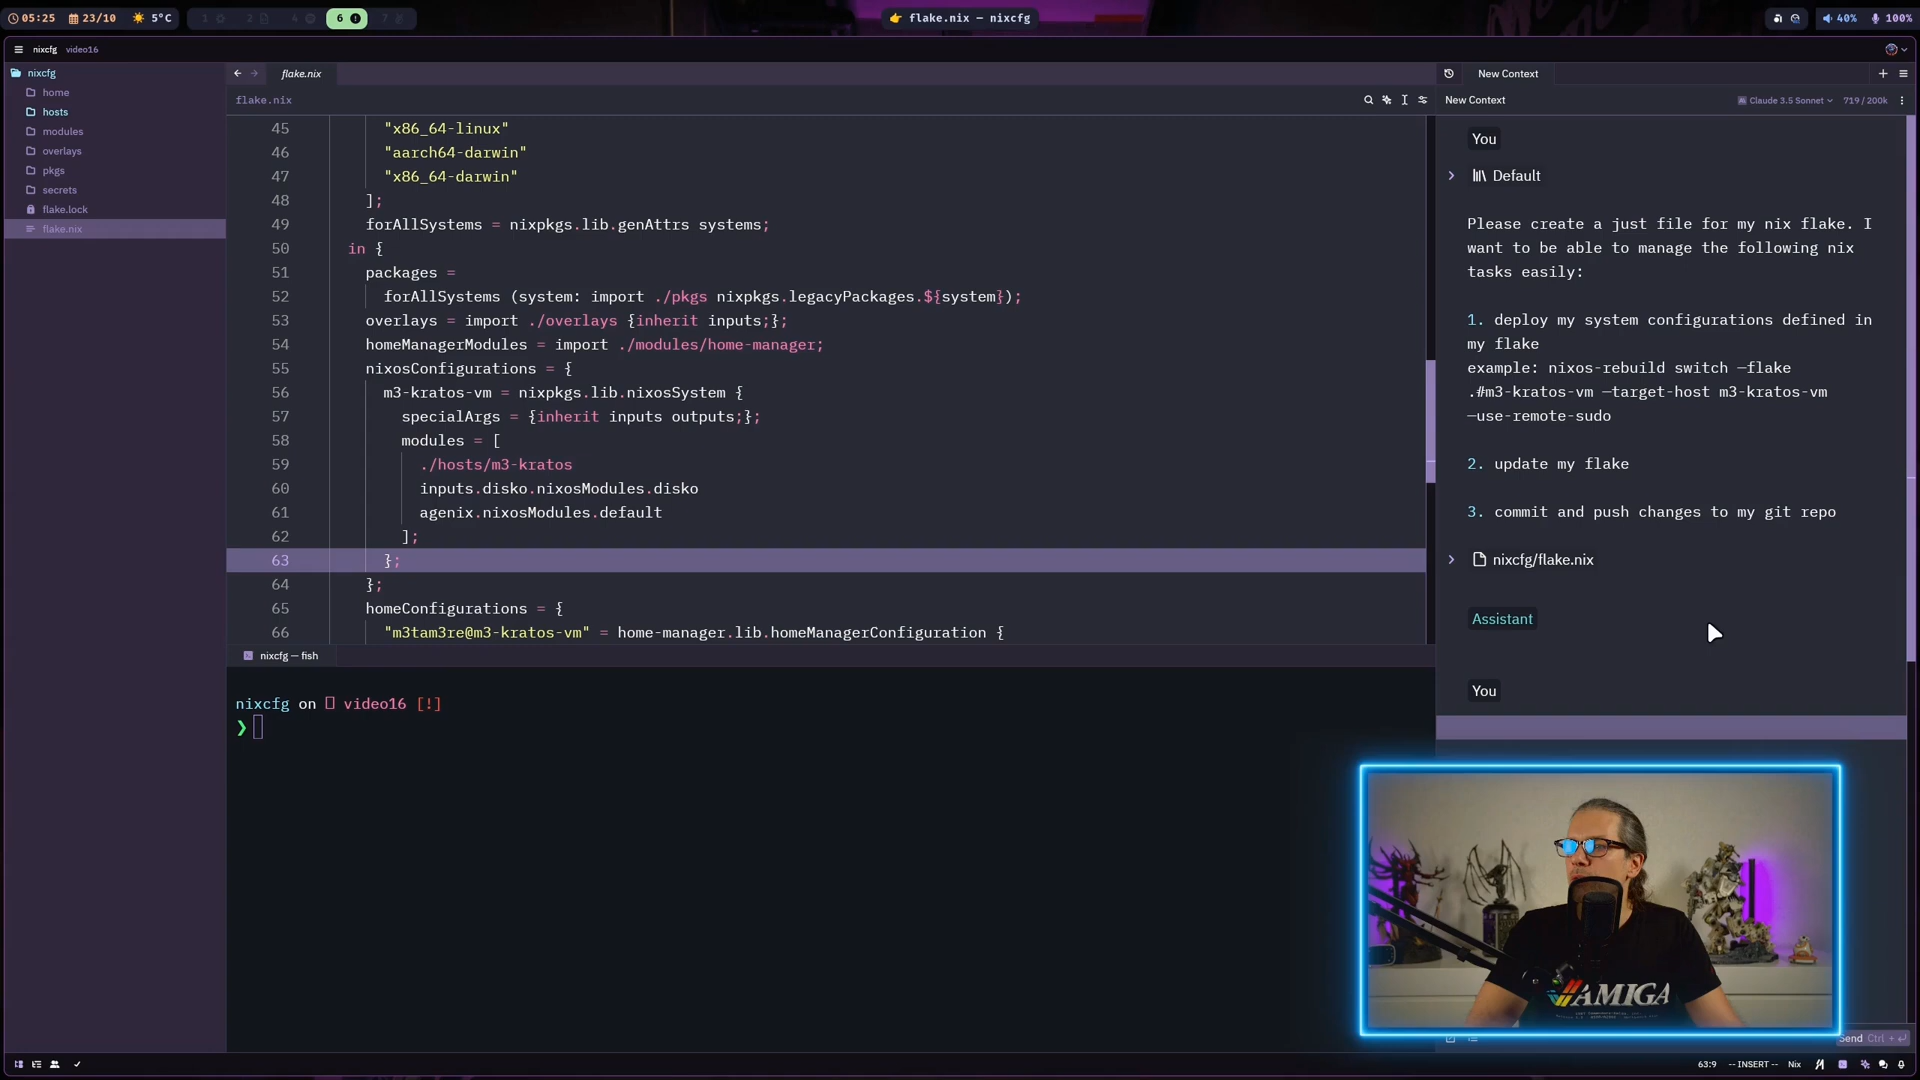 05:25 23/10 5°C 1 2 4 6 7
👉 flake.nix — nixcfg
40% 100%
nixcfg video16
nixcfg
home
hosts
modules
overlays
pkgs
secrets
flake.lock
flake.nix
flake.nix
flake.nix
45 "x86_64-linux"
46 "aarch64-darwin"
47 "x86_64-darwin"
48 ];
49 forAllSystems = nixpkgs.lib.genAttrs systems;
50 in {
51 packages =
52 forAllSystems (system: import ./pkgs nixpkgs.legacyPackages.${system});
53 overlays = import ./overlays {inherit inputs;};
54 homeManagerModules = import ./modules/home-manager;
55 nixosConfigurations = {
56 m3-kratos-vm = nixpkgs.lib.nixosSystem {
57 specialArgs = {inherit inputs outputs;};
58 modules = [
59 ./hosts/m3-kratos
60 inputs.disko.nixosModules.disko
61 agenix.nixosModules.default
62 ];
63 };
64 };
65 homeConfigurations = {
66 "m3tam3re@m3-kratos-vm" = home-manager.lib.homeManagerConfiguration {
nixcfg — fish
nixcfg on video16 [!]
❯
New Context
New Context Claude 3.5 Sonnet 719 / 200k
You
Default
Please create a just file for my nix flake. I
want to be able to manage the following nix
tasks easily:
1. deploy my system configurations defined in
my flake
example: nixos-rebuild switch —flake
.#m3-kratos-vm —target-host m3-kratos-vm
—use-remote-sudo
2. update my flake
3. commit and push changes to my git repo
nixcfg/flake.nix
Assistant
You
AMIGA
Send Ctrl +
63:9 -- INSERT -- Nix